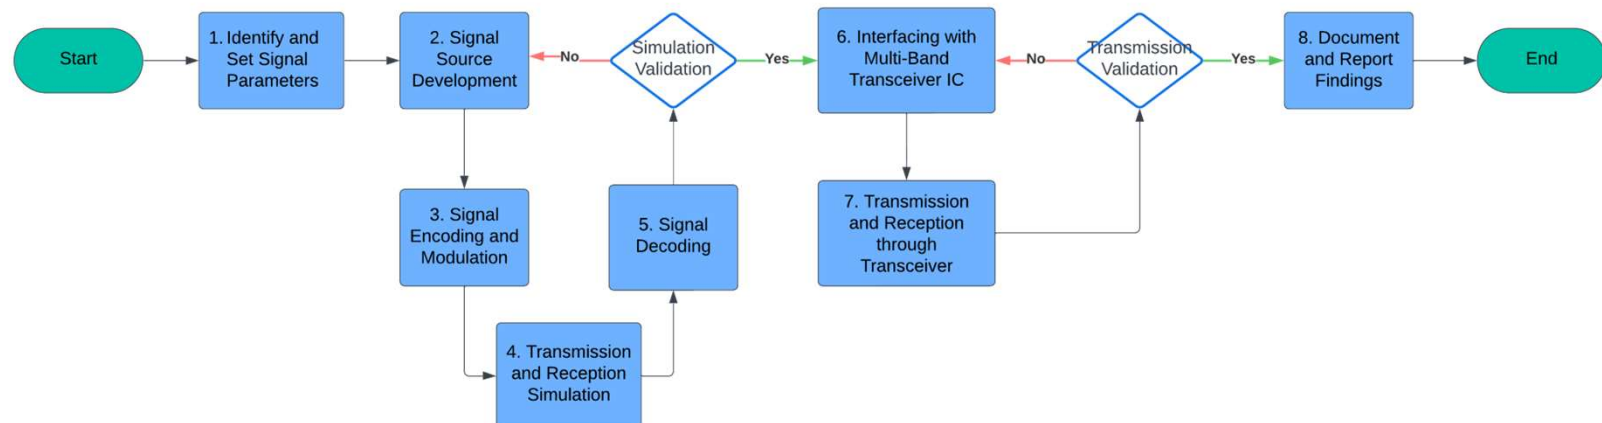 Start
1. Identify and
Set Signal
Parameters
2. Signal
Source
Development
No
Simulation
Validation
Yes
3. Signal
Encoding and
Modulation
4. Transmission
and Reception
Simulation
5. Signal
Decoding
6. Interfacing with
Multi-Band
Transceiver IC
No
Transmission
Validation
Yes
7. Transmission
and Reception
through
Transceiver
8. Document
and Report
Findings
End